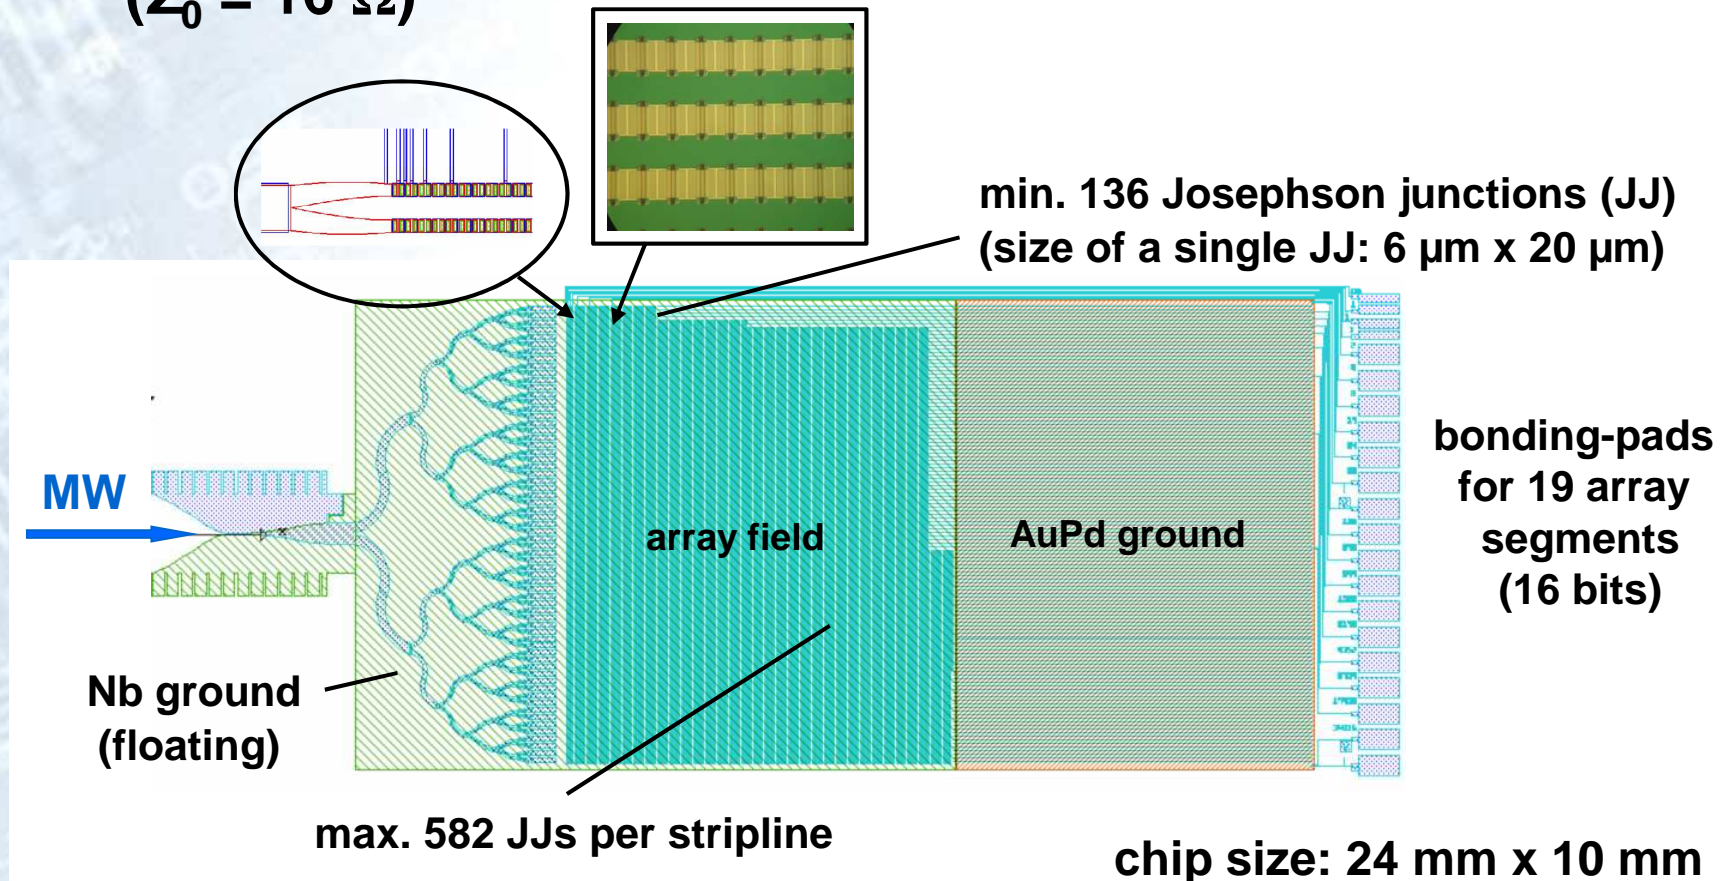 (Z0 = 16 Ω)
min. 136 Josephson junctions (JJ)
(size of a single JJ: 6 µm x 20 µm)
MW
array field
AuPd ground
bonding-pads
for 19 array
segments
(16 bits)
Nb ground
(floating)
max. 582 JJs per stripline
chip size: 24 mm x 10 mm